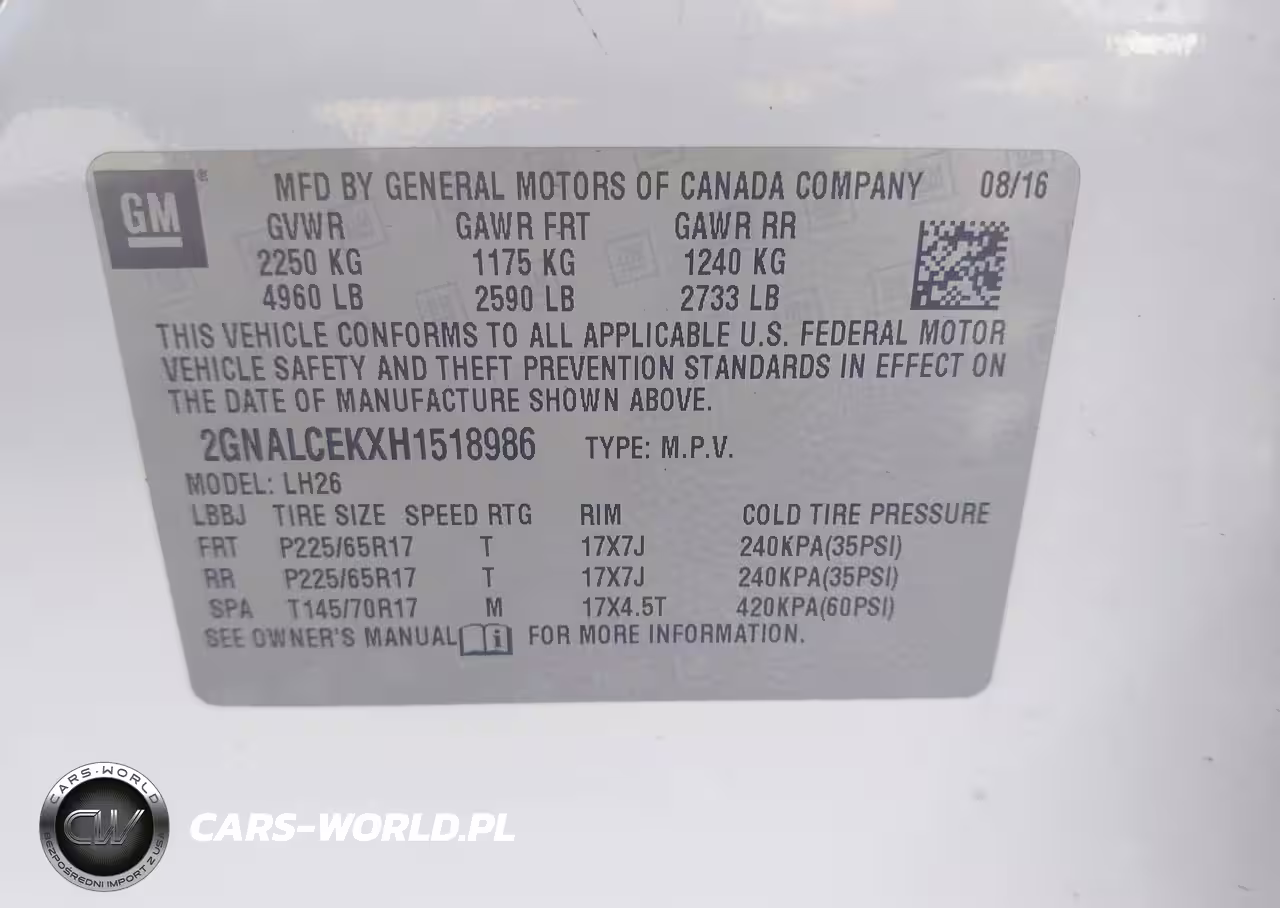 GM ®
MFD BY GENERAL MOTORS OF CANADA COMPANY 08/16
GVWR GAWR FRT GAWR RR
2250 KG 1175 KG 1240 KG
4960 LB 2590 LB 2733 LB
THIS VEHICLE CONFORMS TO ALL APPLICABLE U.S. FEDERAL MOTOR
VEHICLE SAFETY AND THEFT PREVENTION STANDARDS IN EFFECT ON
THE DATE OF MANUFACTURE SHOWN ABOVE.
2GNALCEKXH1518986 TYPE: M.P.V.
MODEL: LH26
LBBJ TIRE SIZE SPEED RTG RIM COLD TIRE PRESSURE
FRT P225/65R17 T 17X7J 240KPA(35PSI)
RR P225/65R17 T 17X7J 240KPA(35PSI)
SPA T145/70R17 M 17X4.5T 420KPA(60PSI)
SEE OWNER'S MANUAL i FOR MORE INFORMATION.
CARS-WORLD
CW
BEZPOŚREDNI IMPORT Z USA
CARS-WORLD.PL